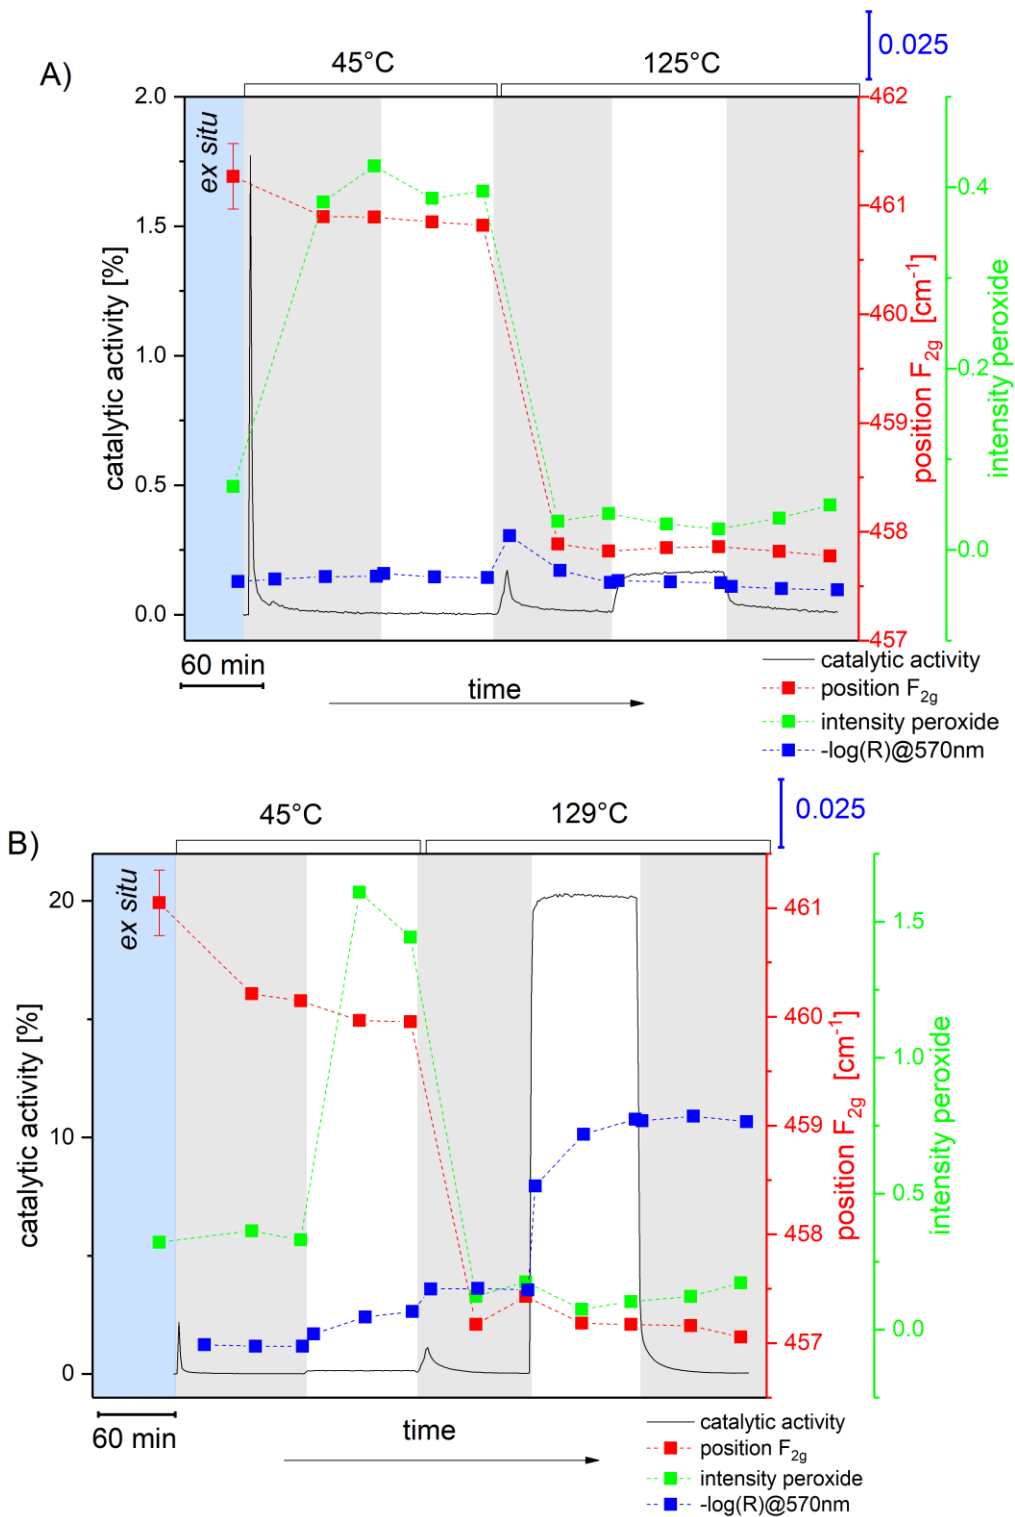 0.025
A)
45°C
125°C
2.0
1.5
1.0
0.5
0.0
catalytic activity [%]
ex situ
462
461
460
459
458
457
position F2g [cm-1]
0.4
0.2
0.0
intensity peroxide
60 min
time
catalytic activity
position F2g
intensity peroxide
-log(R)@570nm
0.025
B)
45°C
129°C
20
10
0
catalytic activity [%]
ex situ
461
460
459
458
457
position F2g [cm-1]
1.5
1.0
0.5
0.0
intensity peroxide
60 min
time
catalytic activity
position F2g
intensity peroxide
-log(R)@570nm